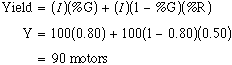 Yield = (I)(%G) + (I)(1 − %G)(%R)
Y = 100(0.80) + 100(1 − 0.80)(0.50)
= 90 motors